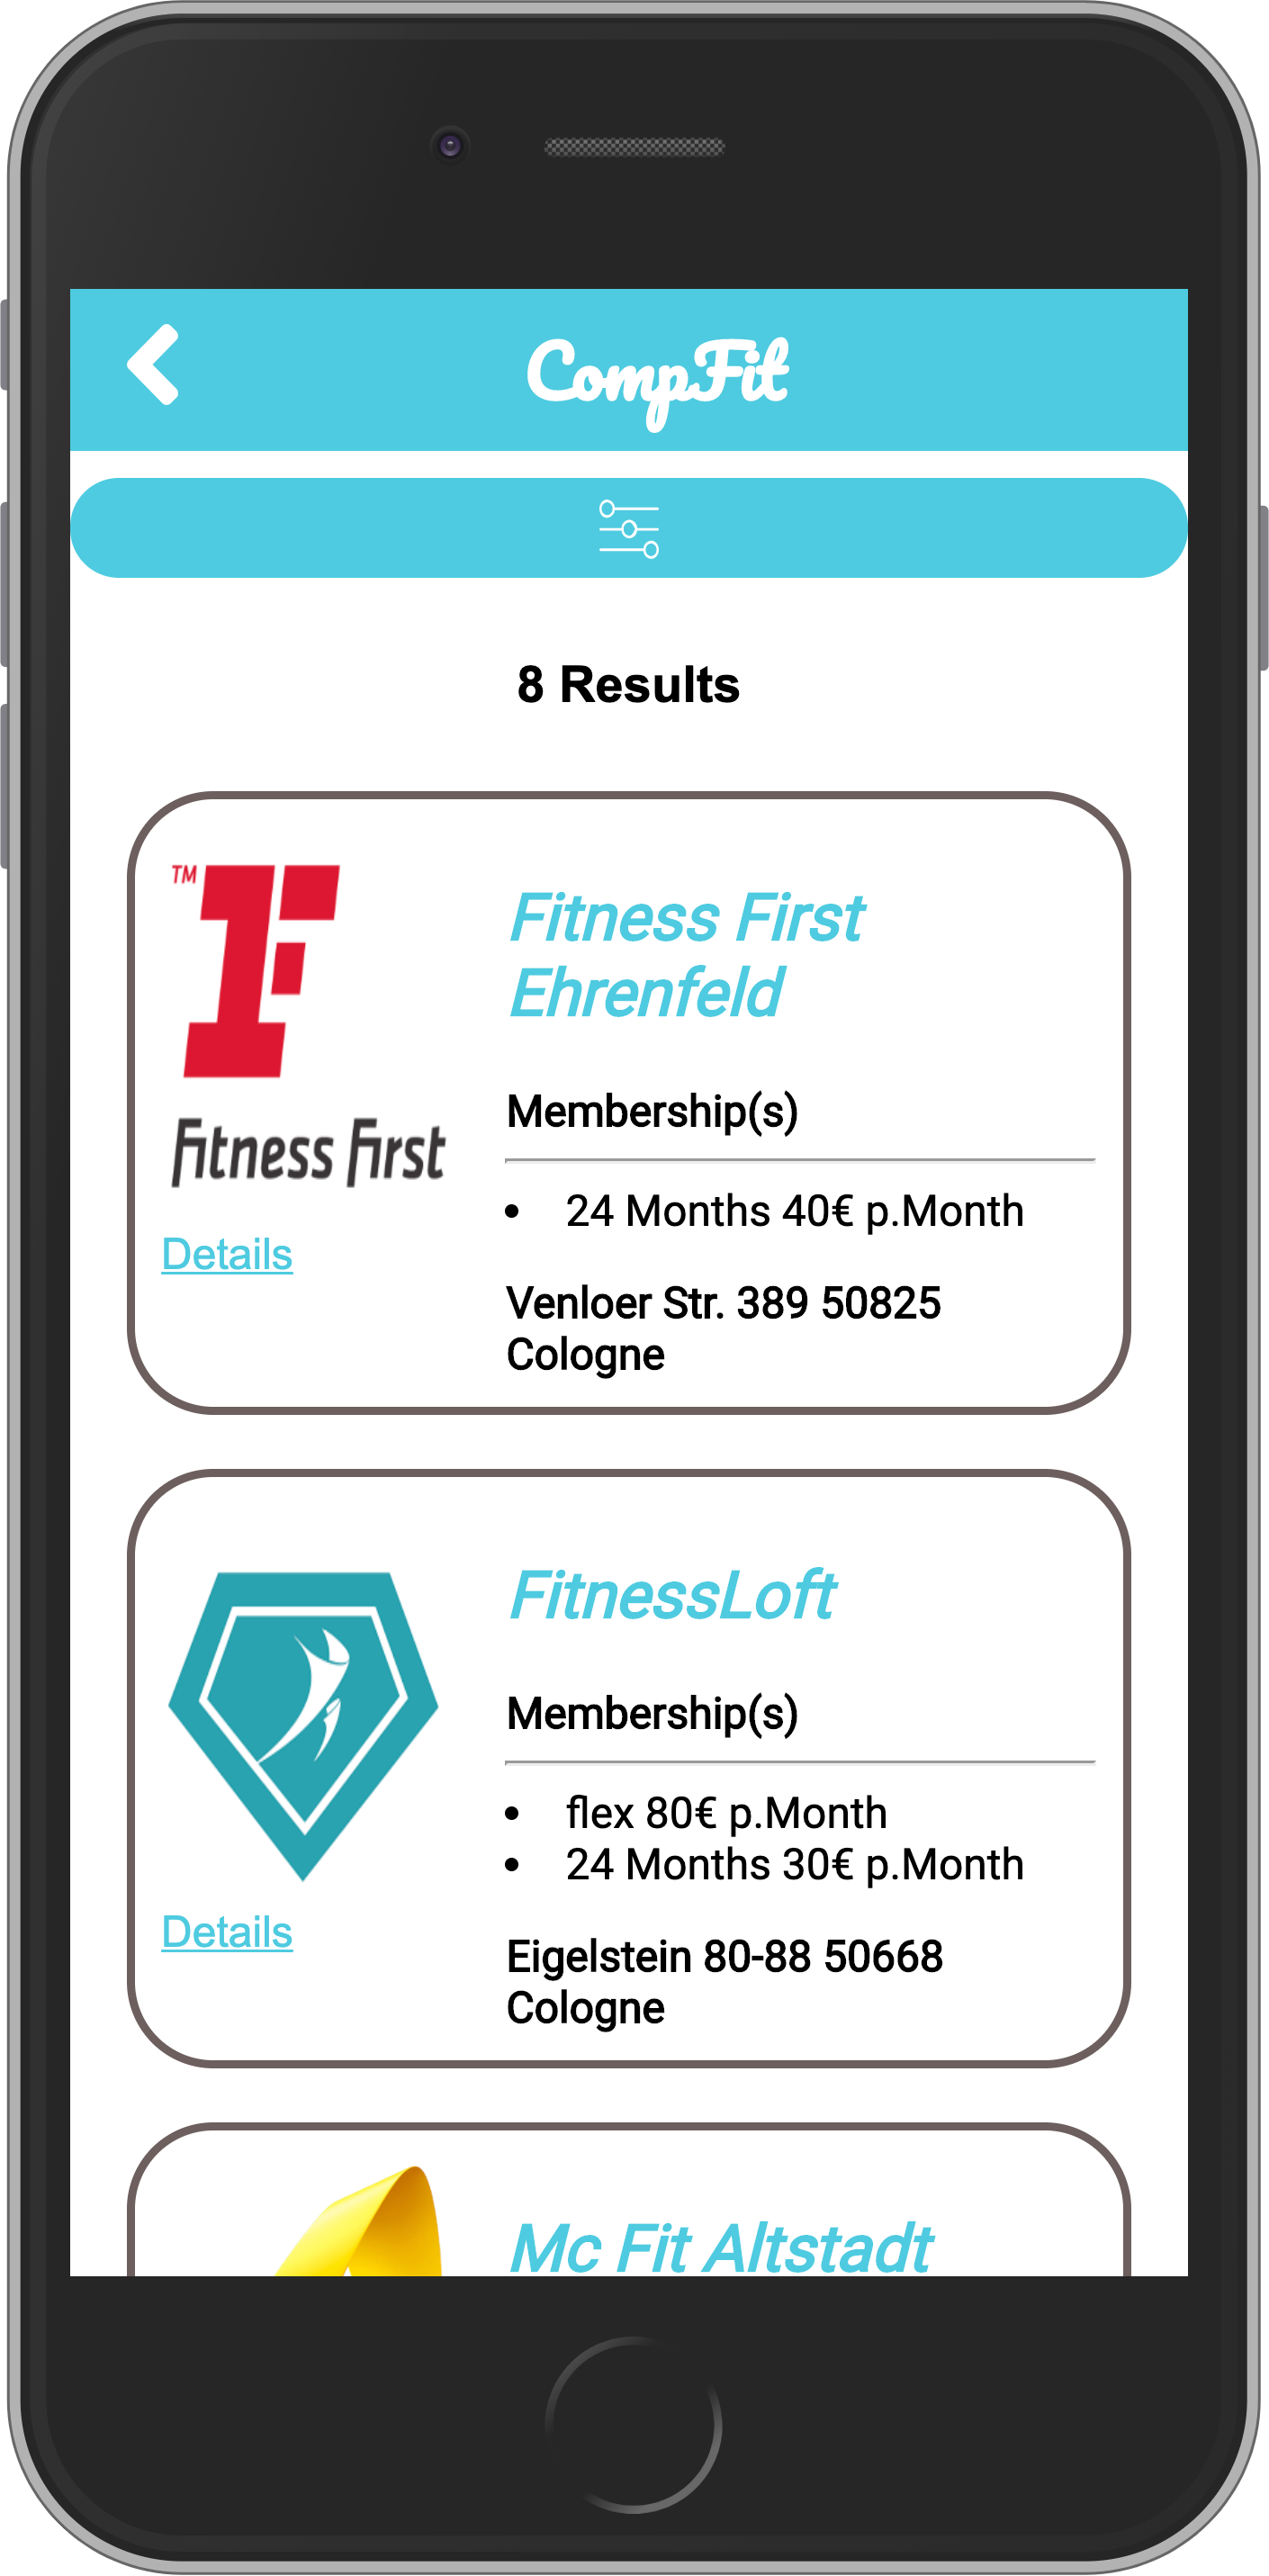 CompFit
8 Results
TM
Fitness First
Details
Fitness First
Ehrenfeld
Membership(s)
• 24 Months 40€ p.Month
Venloer Str. 389 50825
Cologne
Details
FitnessLoft
Membership(s)
• flex 80€ p.Month
• 24 Months 30€ p.Month
Eigelstein 80-88 50668
Cologne
Mc Fit Altstadt